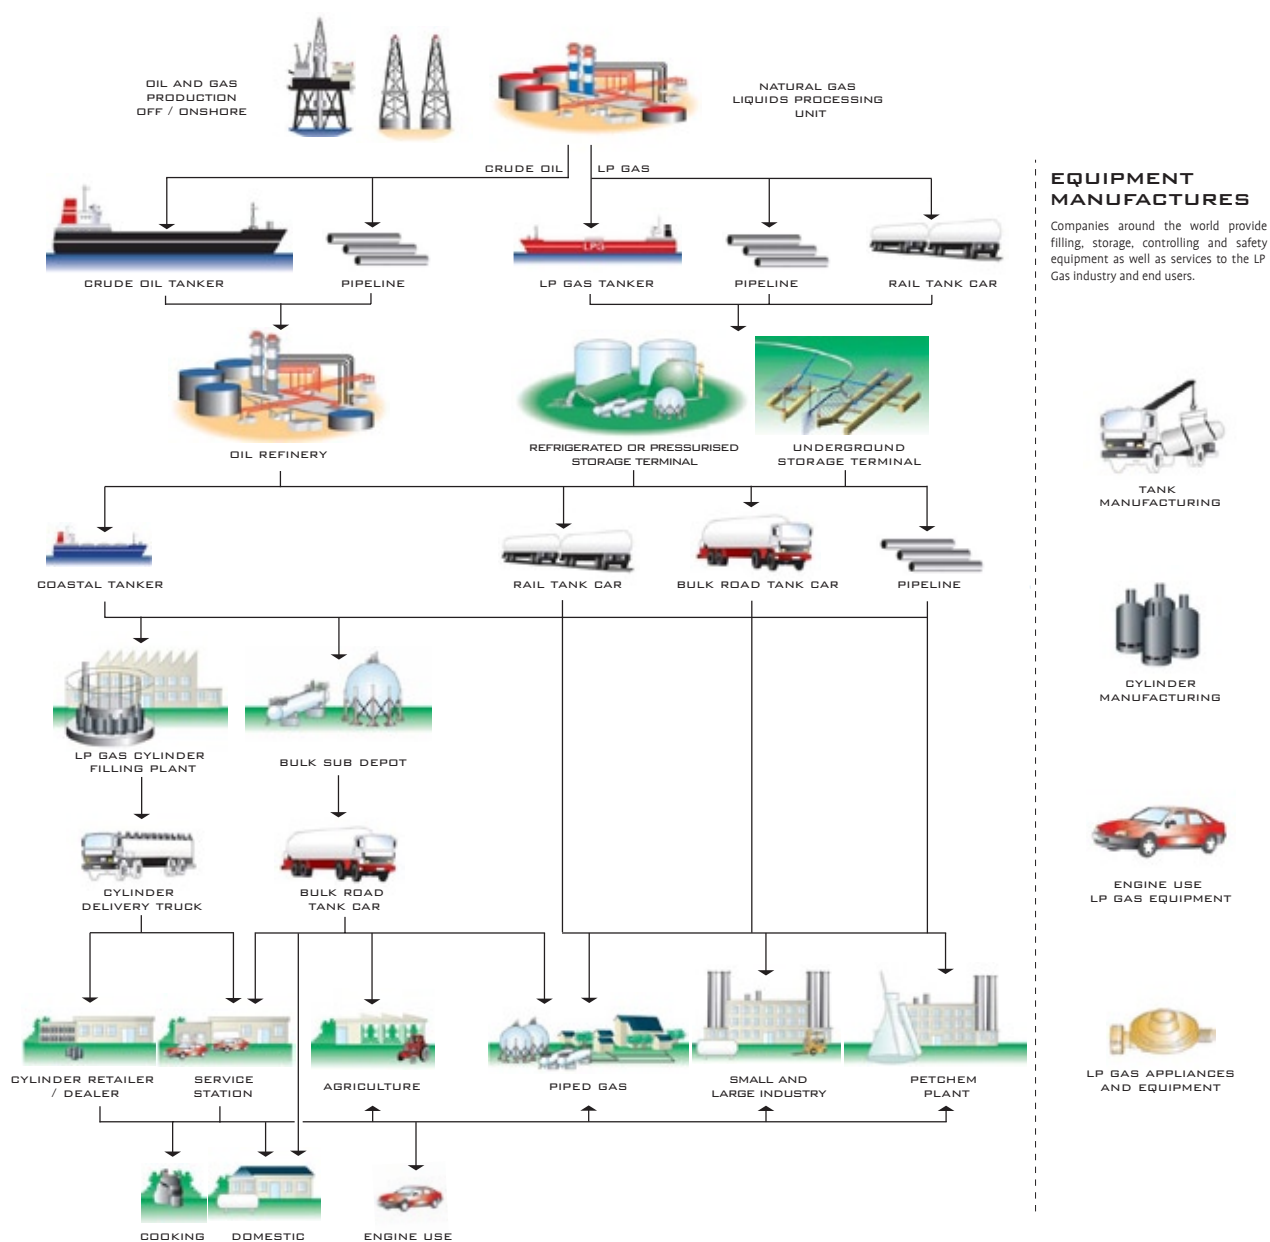 OIL AND GAS
PRODUCTION
OFF / ONSHORE
NATURAL GAS
LIQUIDS PROCESSING
UNIT
CRUDE OIL
LP GAS
EQUIPMENT
MANUFACTURES
Companies around the world provide
filling, storage, controlling and safety
equipment as well as services to the LP
Gas industry and end users.
LPG
CRUDE OIL TANKER
PIPELINE
LP GAS TANKER
PIPELINE
RAIL TANK CAR
OIL REFINERY
REFRIGERATED OR PRESSURISED
STORAGE TERMINAL
UNDERGROUND
STORAGE TERMINAL
TANK
MANUFACTURING
COASTAL TANKER
RAIL TANK CAR
BULK ROAD TANK CAR
PIPELINE
CYLINDER
MANUFACTURING
LP GAS CYLINDER
FILLING PLANT
BULK SUB DEPOT
CYLINDER
DELIVERY TRUCK
BULK ROAD
TANK CAR
ENGINE USE
LP GAS EQUIPMENT
CYLINDER RETAILER
/ DEALER
SERVICE
STATION
AGRICULTURE
PIPED GAS
SMALL AND
LARGE INDUSTRY
PETCHEM
PLANT
LP GAS APPLIANCES
AND EQUIPMENT
COOKING
DOMESTIC
ENGINE USE